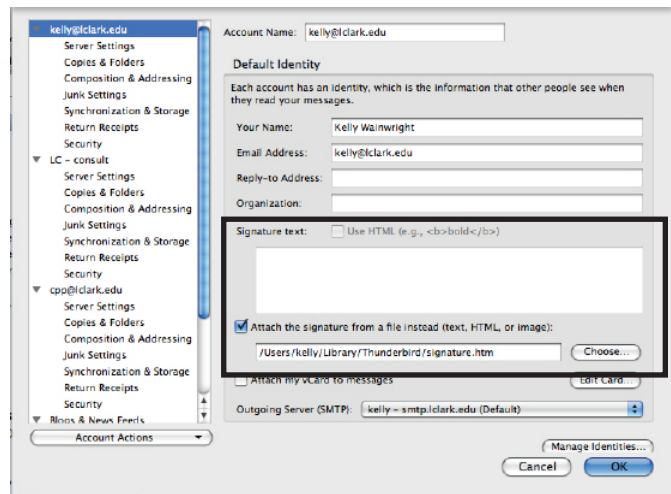 kelly@lclark.edu
Server Settings
Copies & Folders
Composition & Addressing
Junk Settings
Synchronization & Storage
Return Receipts
Security
LC - consult
Server Settings
Copies & Folders
Composition & Addressing
Junk Settings
Synchronization & Storage
Return Receipts
Security
cpp@lclark.edu
Server Settings
Copies & Folders
Composition & Addressing
Junk Settings
Synchronization & Storage
Return Receipts
Security
Blogs & News Feeds
Account Actions
Account Name: kelly@lclark.edu
Default Identity
Each account has an identity, which is the information that other people see when
they read your messages.
Your Name: Kelly Wainwright
Email Address: kelly@lclark.edu
Reply-to Address:
Organization:
Signature text: Use HTML (e.g., <b>bold</b>)
Attach the signature from a file instead (text, HTML, or image):
/Users/kelly/Library/Thunderbird/signature.htm Choose...
Attach my vCard to messages Edit Card...
Outgoing Server (SMTP): kelly - smtp.lclark.edu (Default)
Manage Identities...
Cancel OK